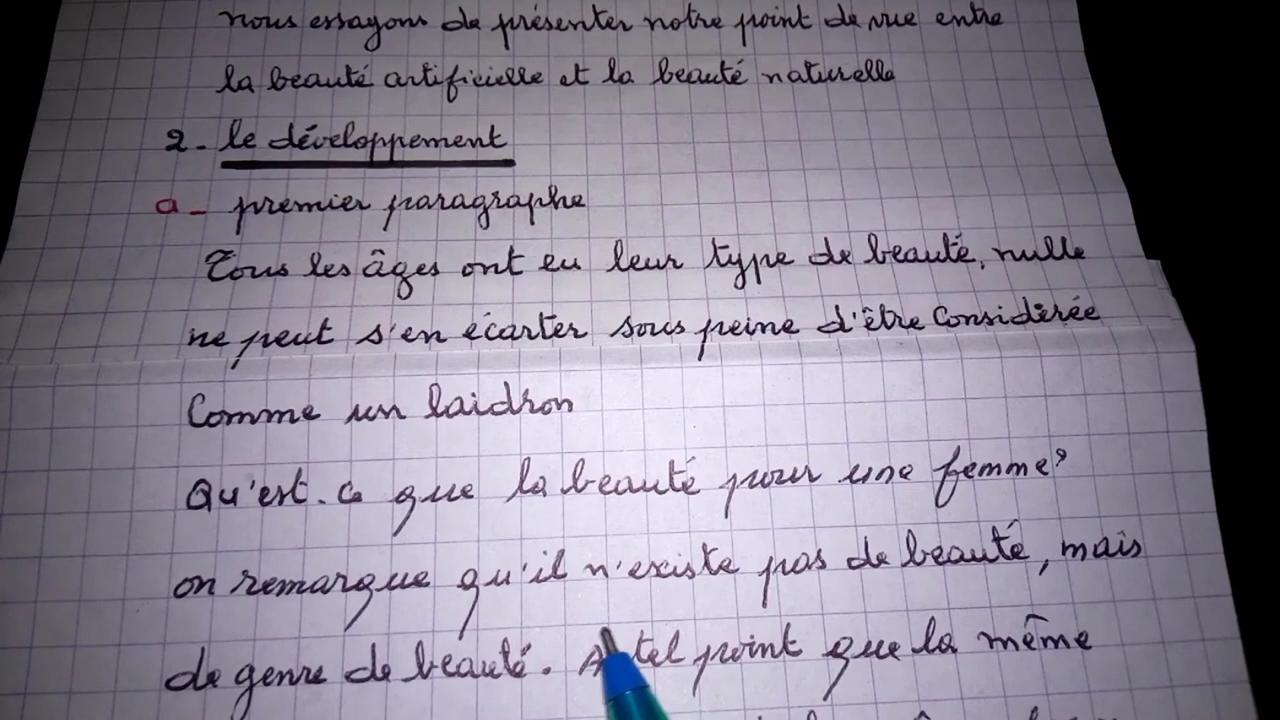 nous essayons de présenter notre point de vue entre
la beauté artificielle et la beauté naturelle
2- le développement
a- premier paragraphe
Tous les âges ont eu leur type de beauté, nulle
ne peut s'en écarter sous peine d'être Considérée
Comme un laidron
Qu'est-ce que la beauté pour une femme?
on remarque qu'il n'existe pas de beauté, mais
de genre de beauté. A tel point que la même